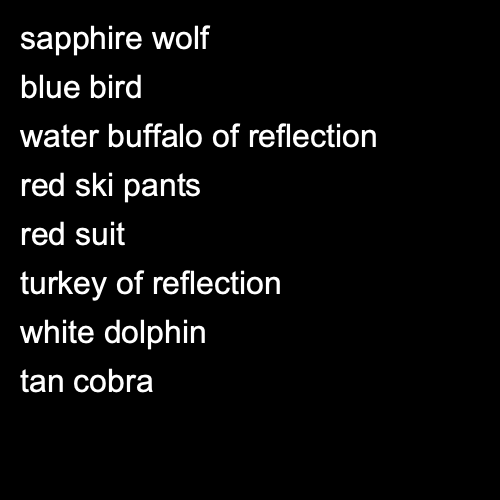 sapphire wolf
blue bird
water buffalo of reflection
red ski pants
red suit
turkey of reflection
white dolphin
tan cobra